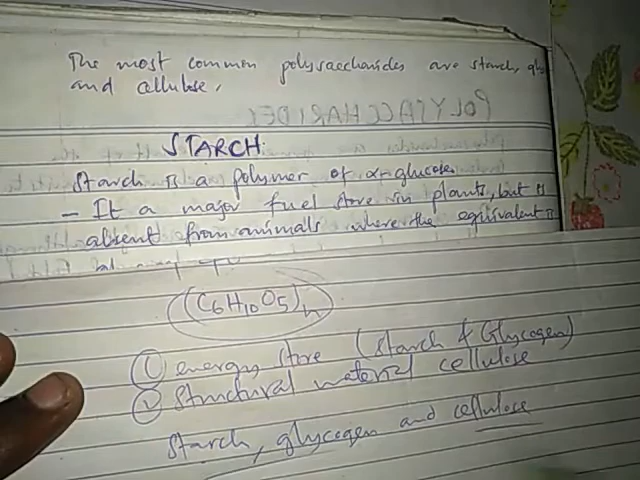 The most common polysaccharides are starch,
and cellulose,
POLYSACCHARIDES
STARCH:
Starch is a polymer of α-glucose.
- It a major fuel store in plants, but is
absent from animals where the equivalent is
(C6H10O5)n
(1) energy store (Starch & Glycogen)
(2) Structural material cellulose
Starch, glycogen and cellulose